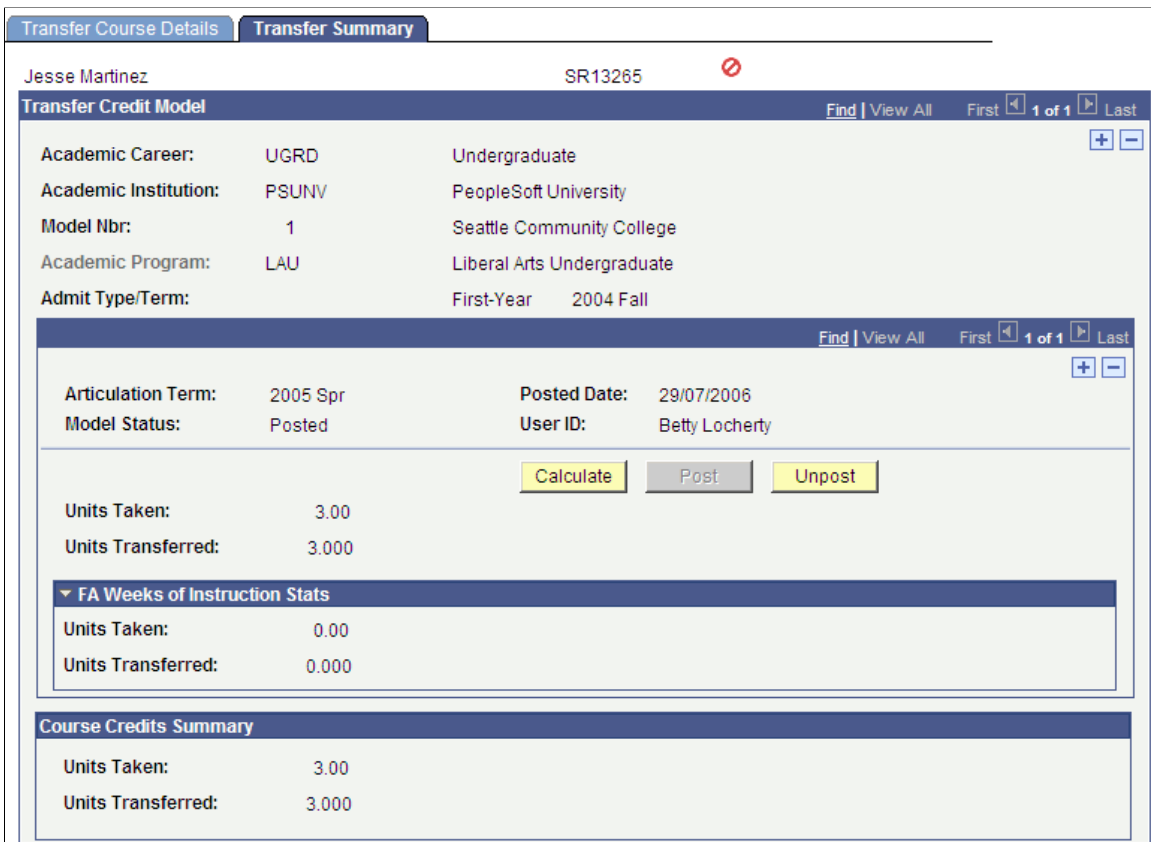 Transfer Course Details Transfer Summary
Jesse Martinez SR13265
Transfer Credit Model Find | View All First 1 of 1 Last
Academic Career: UGRD Undergraduate
Academic Institution: PSUNV PeopleSoft University
Model Nbr: 1 Seattle Community College
Academic Program: LAU Liberal Arts Undergraduate
Admit Type/Term: First-Year 2004 Fall
Find | View All First 1 of 1 Last
Articulation Term: 2005 Spr Posted Date: 29/07/2006
Model Status: Posted User ID: Betty Locherty
Calculate Post Unpost
Units Taken: 3.00
Units Transferred: 3.000
FA Weeks of Instruction Stats
Units Taken: 0.00
Units Transferred: 0.000
Course Credits Summary
Units Taken: 3.00
Units Transferred: 3.000